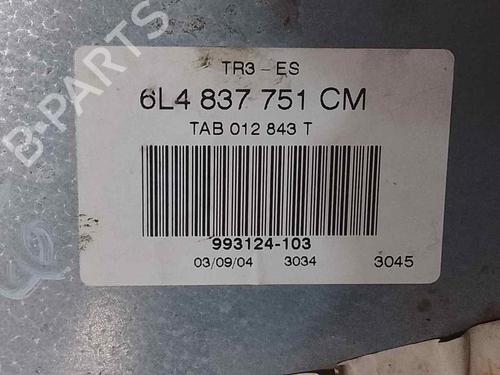 TR3-ES
6L4 837 751 CM
TAB 012 843 T
993124-103
03/09/04 3034 3045
B-PARTS